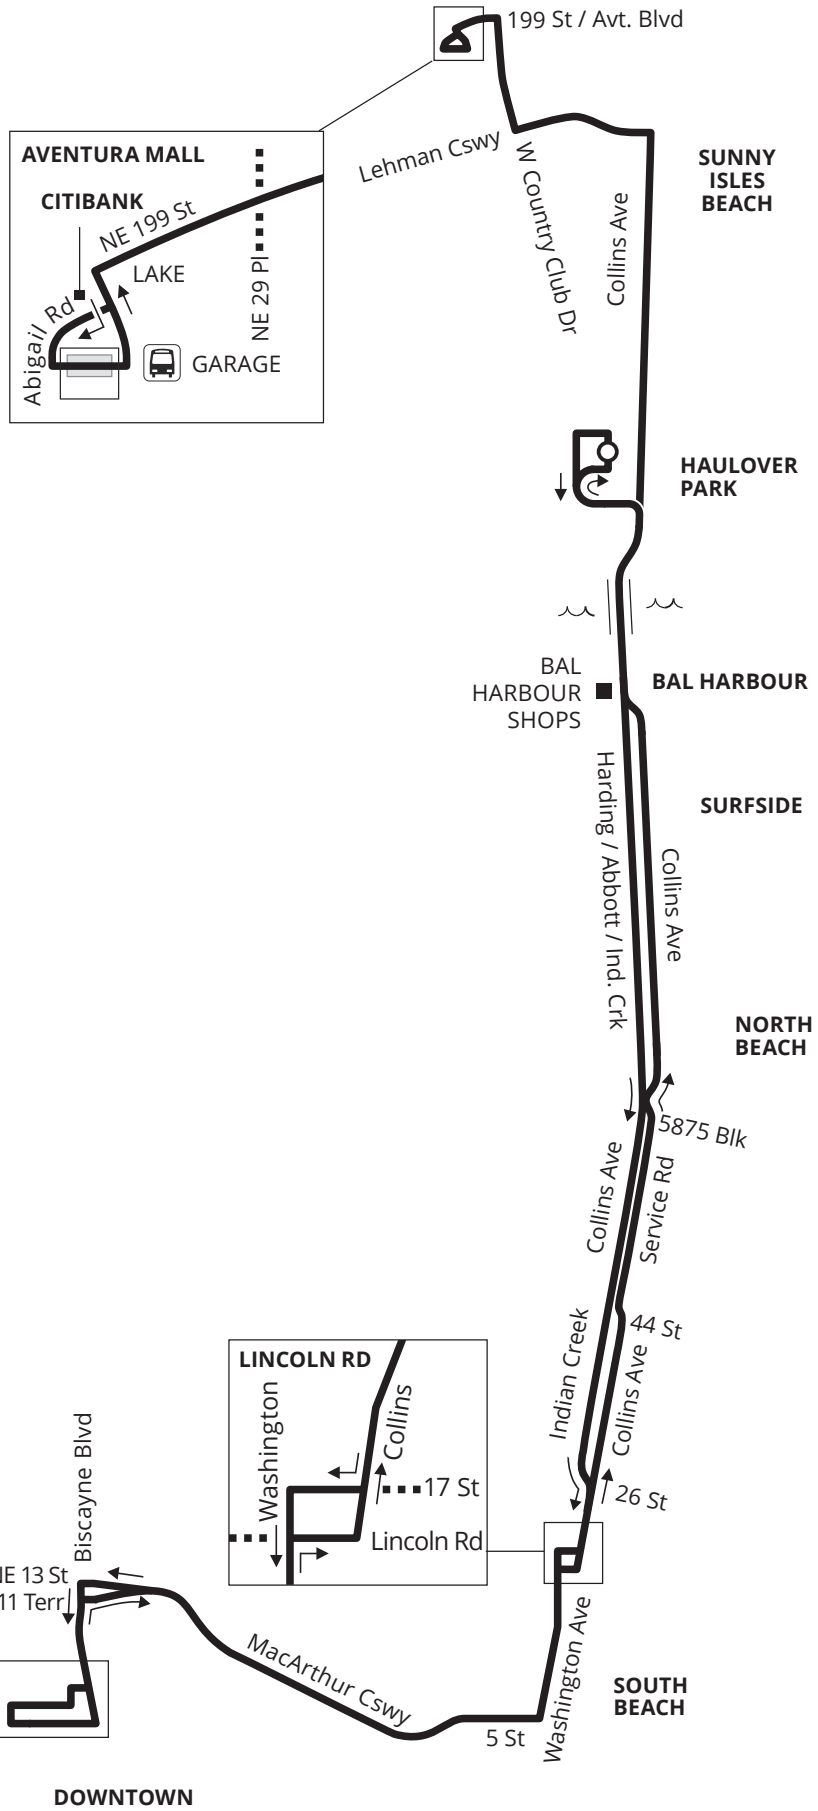 199 St / Avt. Blvd
AVENTURA MALL
CITIBANK
NE 199 St
LAKE
NE 29 Pl
Abigail Rd
GARAGE
Lehman Cswy
W Country Club Dr
Collins Ave
SUNNY
ISLES
BEACH
HAULOVER
PARK
BAL
HARBOUR
SHOPS
BAL HARBOUR
SURFSIDE
Harding / Abbott / Ind. Crk
Collins Ave
NORTH
BEACH
5875 Blk
Collins Ave
Service Rd
44 St
Indian Creek
Collins Ave
26 St
LINCOLN RD
Washington
Collins
17 St
Lincoln Rd
Biscayne Blvd
NE 13 St
11 Terr
MacArthur Cswy
5 St
Washington Ave
SOUTH
BEACH
DOWNTOWN